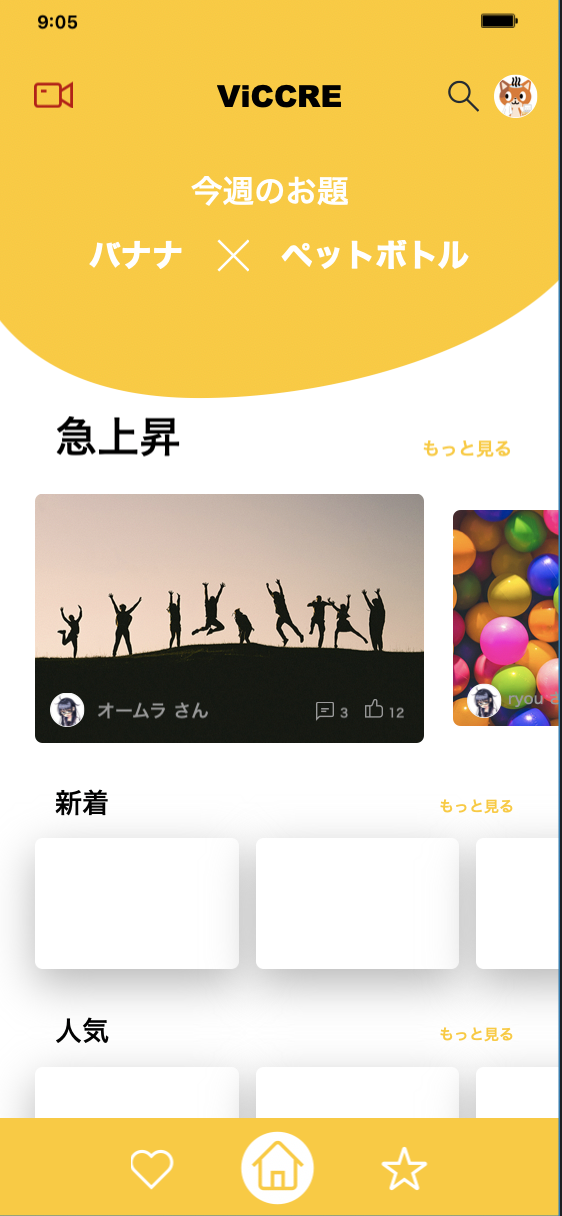 9:05
ViCCRE
今週のお題
バナナ × ペットボトル
急上昇
もっと見る
オームラ さん
3
12
ryou
新着
もっと見る
人気
もっと見る